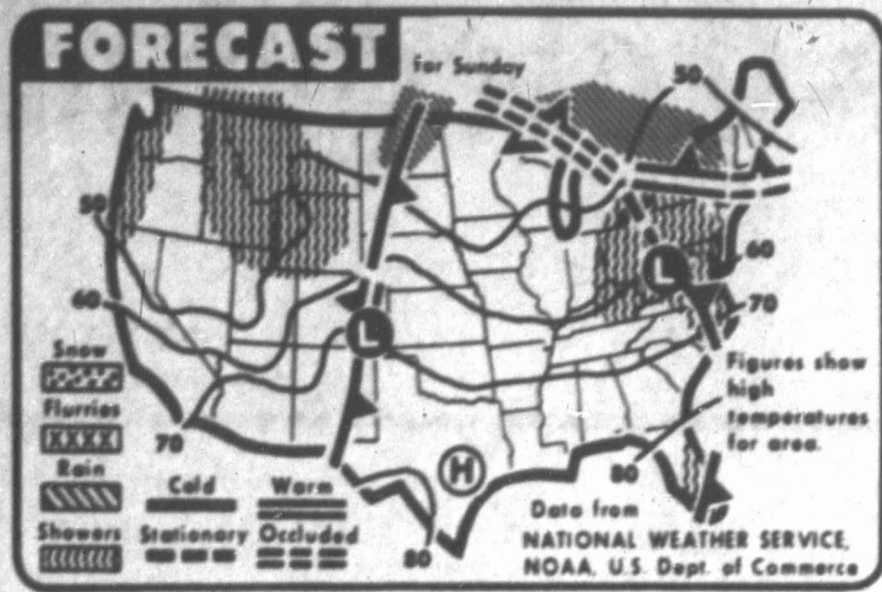 FORECAST
for Sunday
50
50
60
60
70
Snow
Flurries
Rain
Showers
70
Cold
Warm
Stationary
Occluded
L
L
H
80
80
Figures show
high
temperatures
for area.
Data from
NATIONAL WEATHER SERVICE,
NOAA, U.S. Dept. of Commerce